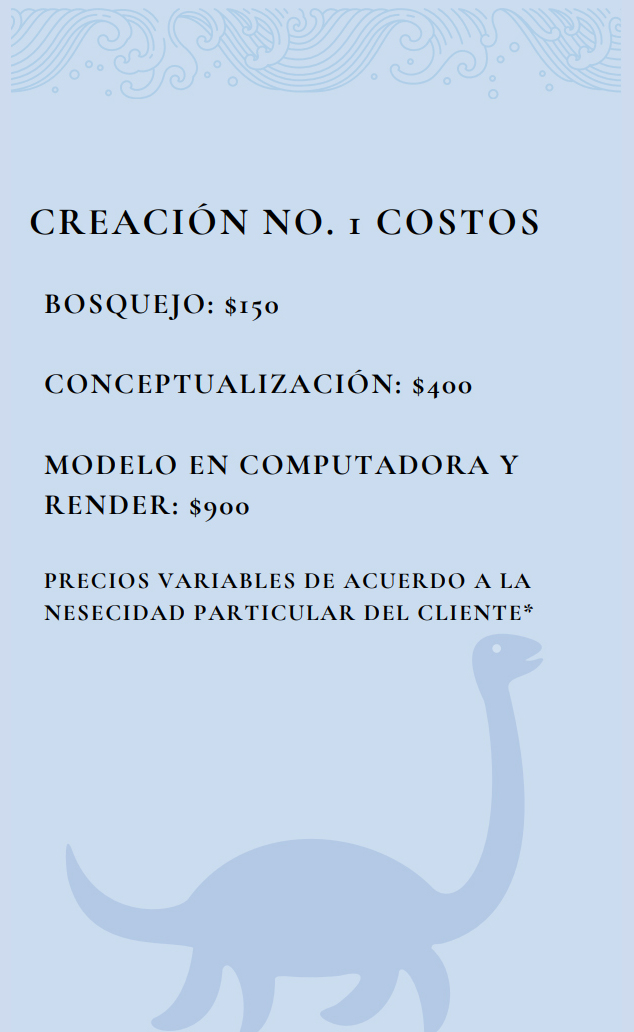 CREACIÓN NO. 1 COSTOS
BOSQUEJO: $150
CONCEPTUALIZACIÓN: $400
MODELO EN COMPUTADORA Y
RENDER: $900
PRECIOS VARIABLES DE ACUERDO A LA
NESECIDAD PARTICULAR DEL CLIENTE*